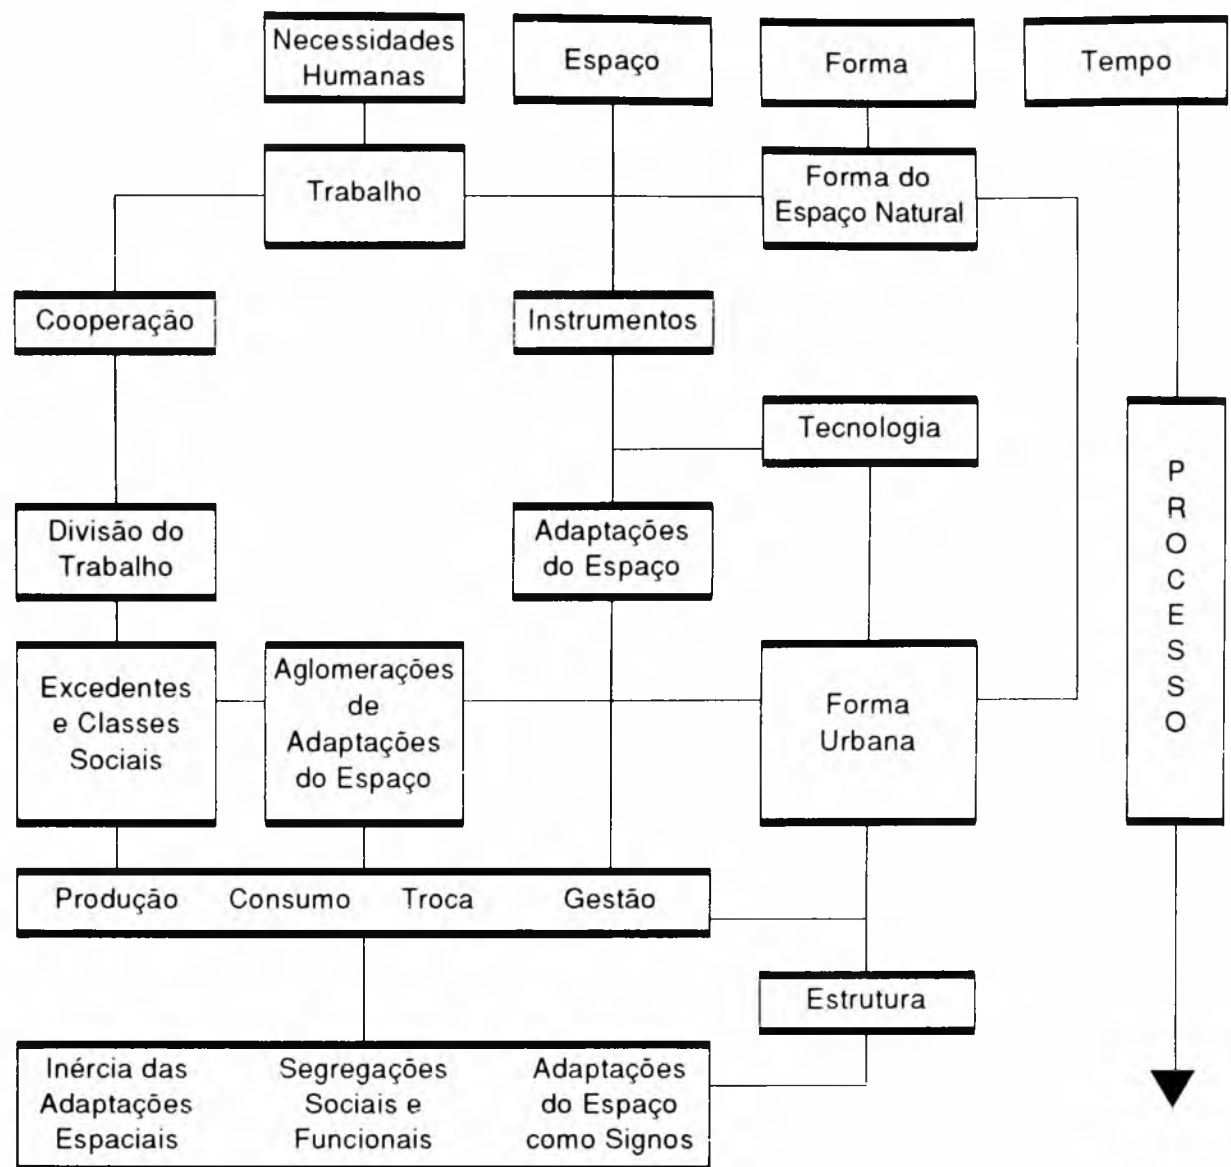 Necessidades
Humanas
Espaço
Forma
Tempo
Trabalho
Forma do
Espaço Natural
Cooperação
Instrumentos
Tecnologia
Divisão do
Trabalho
Adaptações
do Espaço
P
R
O
C
E
S
S
O
Excedentes
e Classes
Sociais
Aglomerações
de
Adaptações
do Espaço
Forma
Urbana
Produção Consumo Troca Gestão
Estrutura
Inércia das
Adaptações
Espaciais
Segregações
Sociais e
Funcionais
Adaptações
do Espaço
como Signos